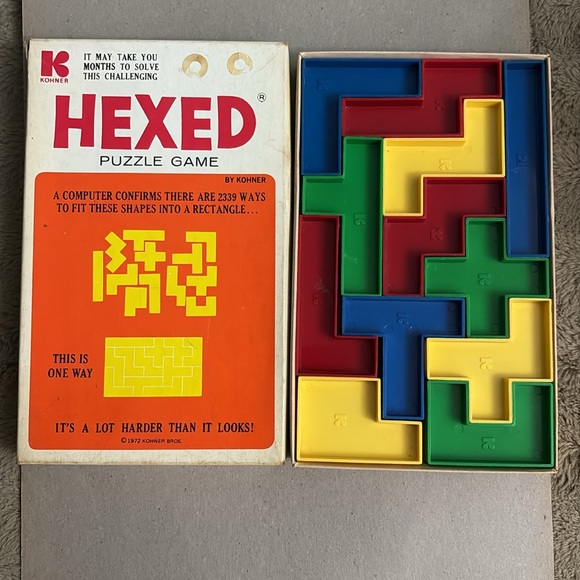 K
KOHNER
IT MAY TAKE YOU
MONTHS TO SOLVE
THIS CHALLENGING
HEXED®
PUZZLE GAME
BY KOHNER
A COMPUTER CONFIRMS THERE ARE 2339 WAYS
TO FIT THESE SHAPES INTO A RECTANGLE...
THIS IS
ONE WAY
IT'S A LOT HARDER THAN IT LOOKS!
© 1972 KOHNER BROS.